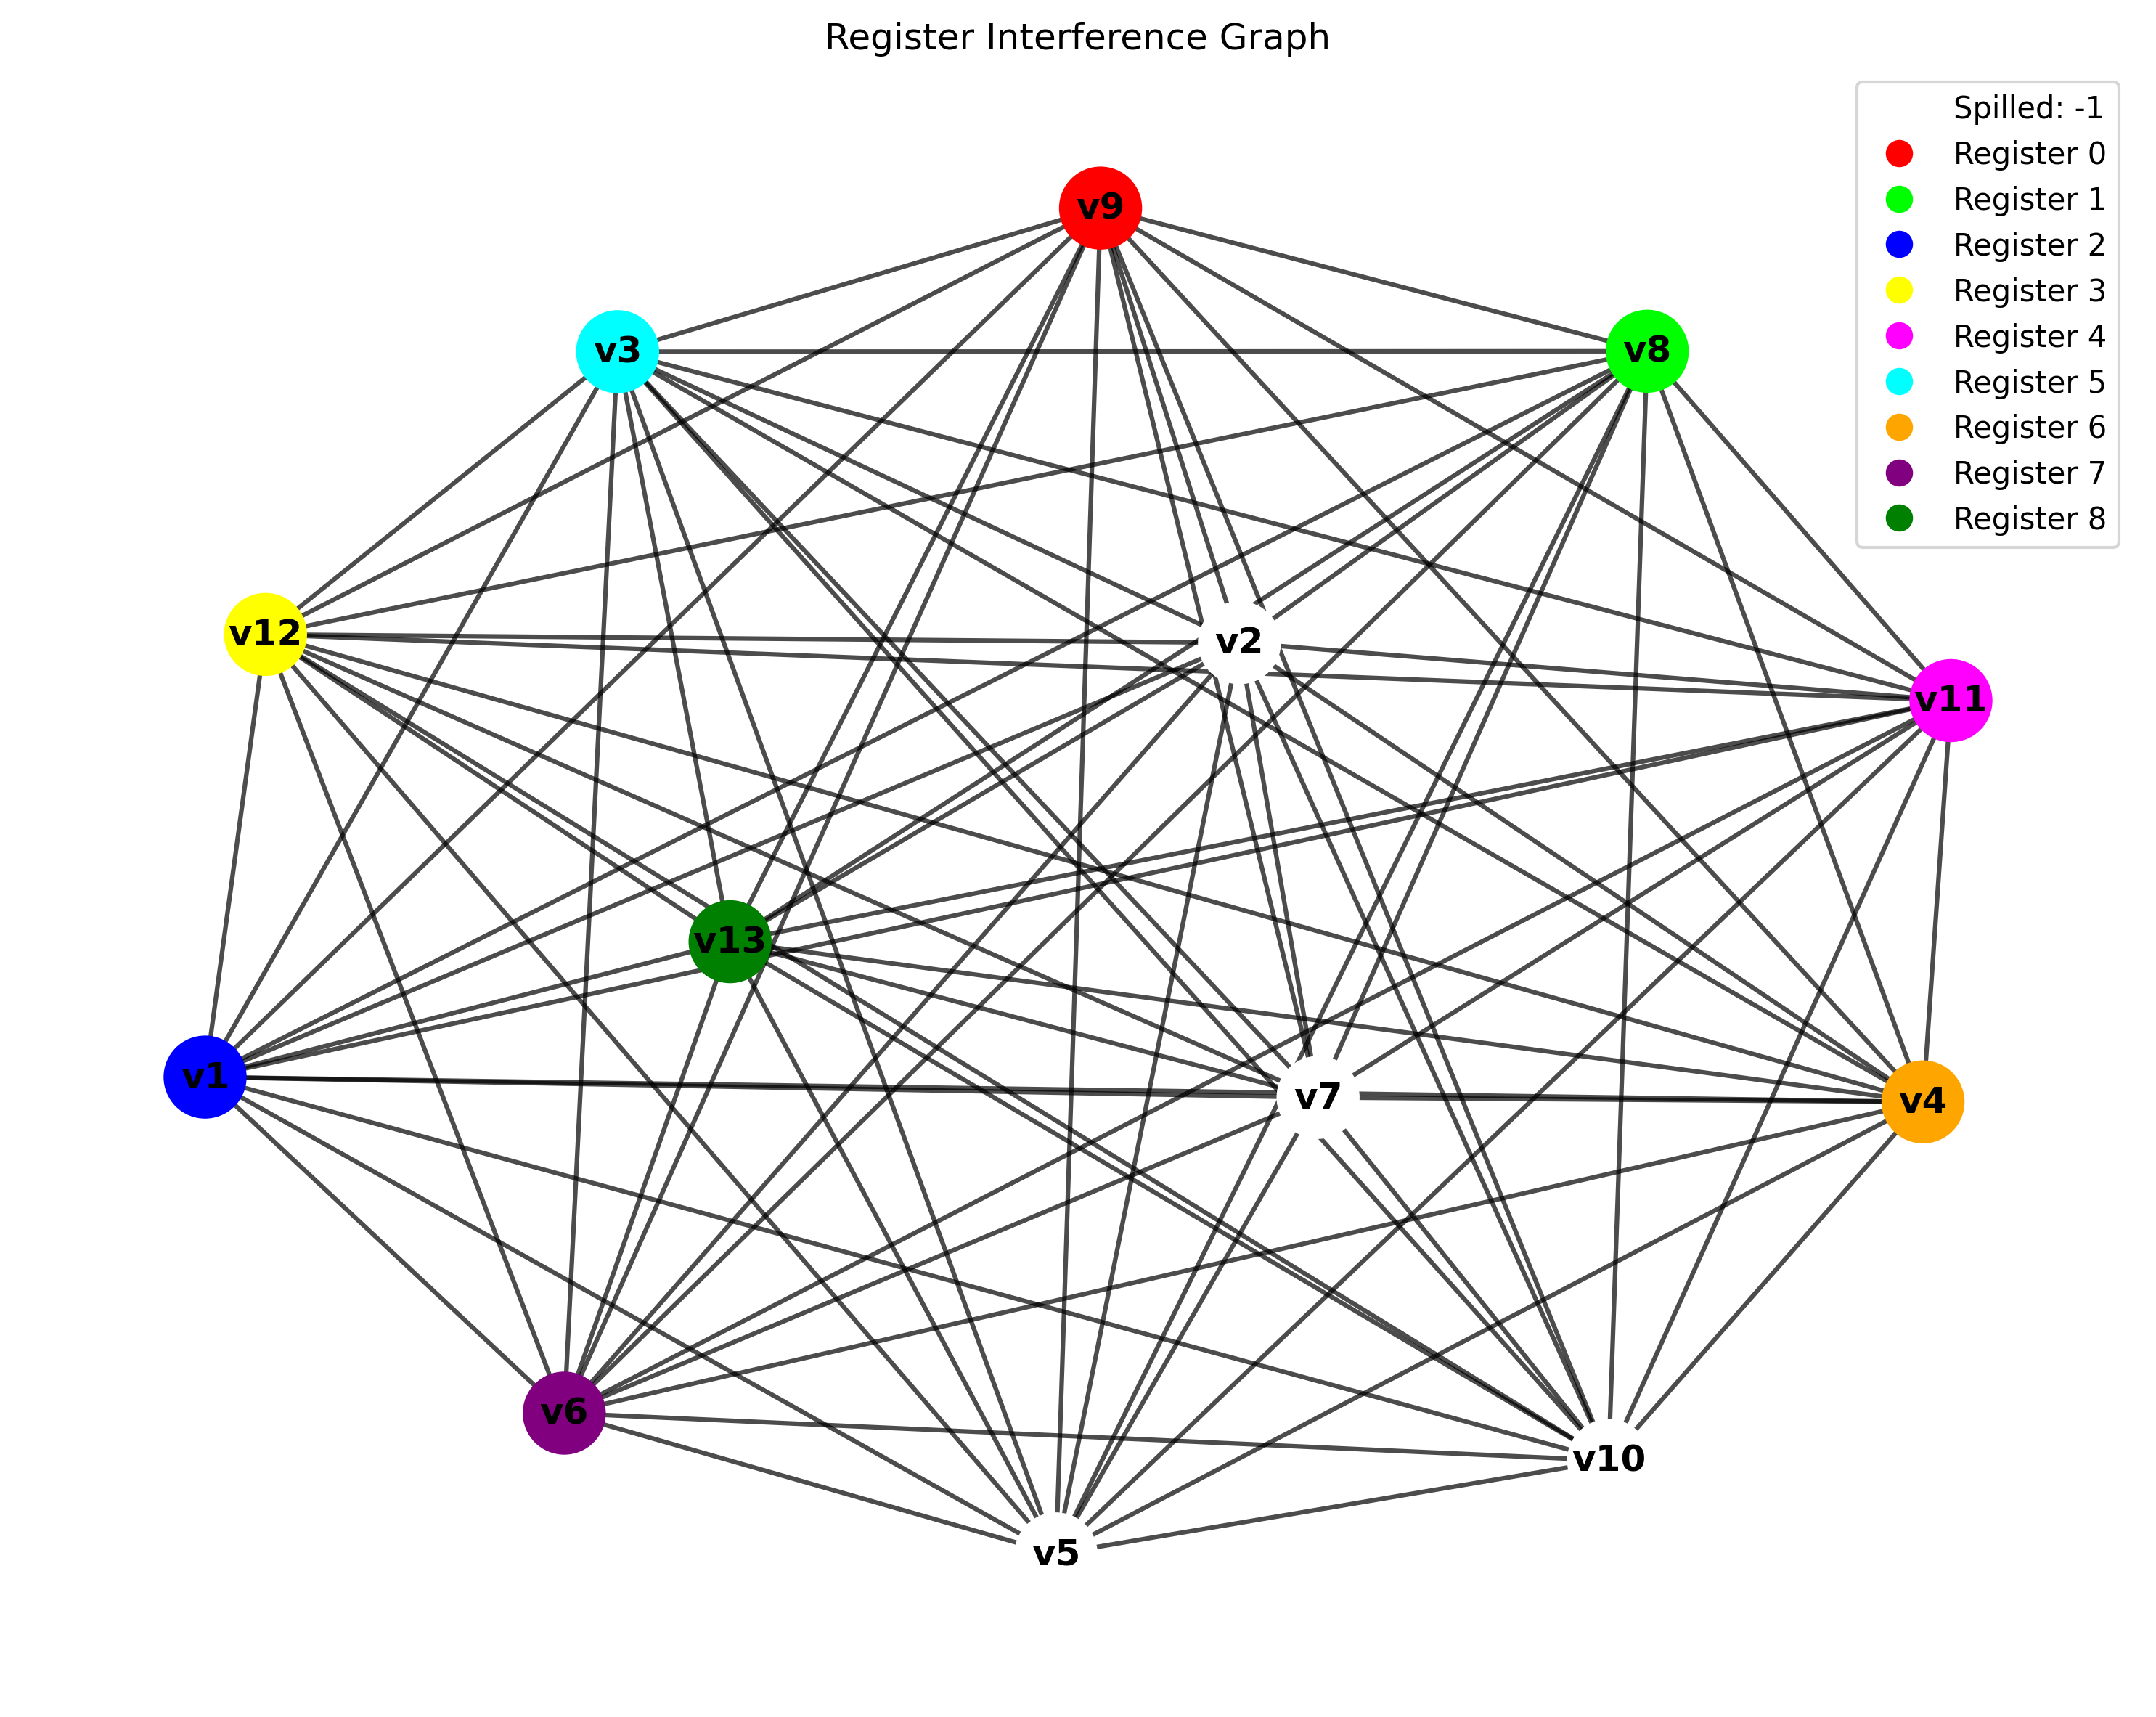 Register Interference Graph
Spilled: -1
Register 0
Register 1
Register 2
Register 3
Register 4
Register 5
Register 6
Register 7
Register 8
v9
v3
v8
v12
v2
v11
v13
v1
v7
v4
v6
v10
v5